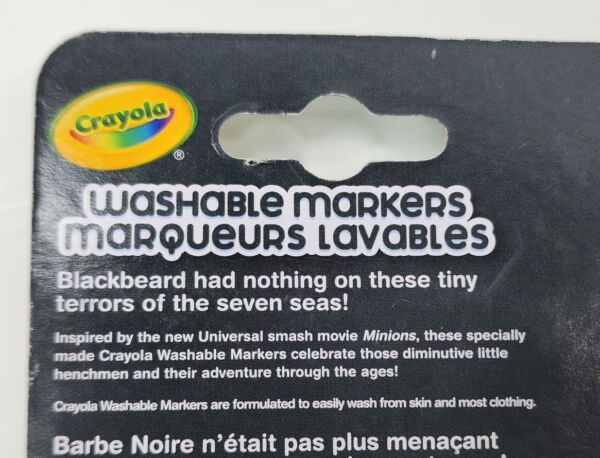 Crayola
®
WASHABLE MARKERS
MARQUEURS LAVABLES
Blackbeard had nothing on these tiny
terrors of the seven seas!
Inspired by the new Universal smash movie Minions, these specially
made Crayola Washable Markers celebrate those diminutive little
henchmen and their adventure through the ages!
Crayola Washable Markers are formulated to easily wash from skin and most clothing.
Barbe Noire n'était pas plus menaçant